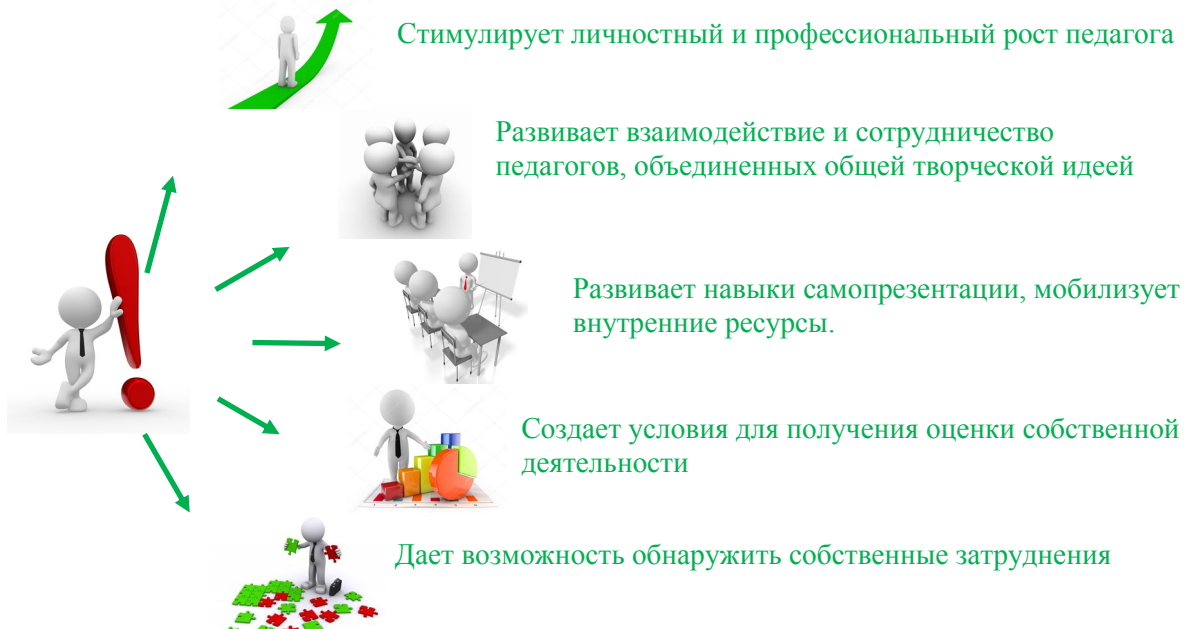 Стимулирует личностный и профессиональный рост педагога
Развивает взаимодействие и сотрудничество
педагогов, объединенных общей творческой идеей
Развивает навыки самопрезентации, мобилизует
внутренние ресурсы.
Создает условия для получения оценки собственной
деятельности
Дает возможность обнаружить собственные затруднения